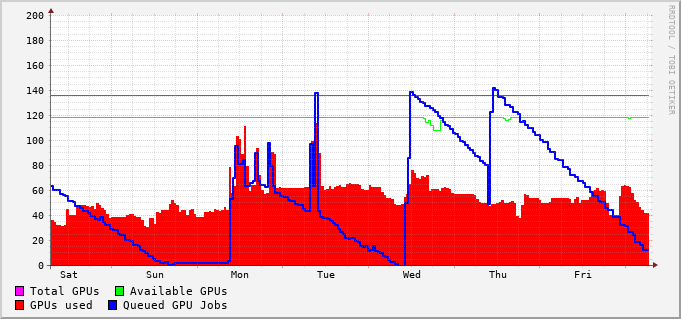 200
180
160
140
120
100
80
60
40
20
0
Sat Sun Mon Tue Wed Thu Fri
RRDTOOL / TOBI OETIKER
Total GPUs Available GPUs
GPUs used Queued GPU Jobs